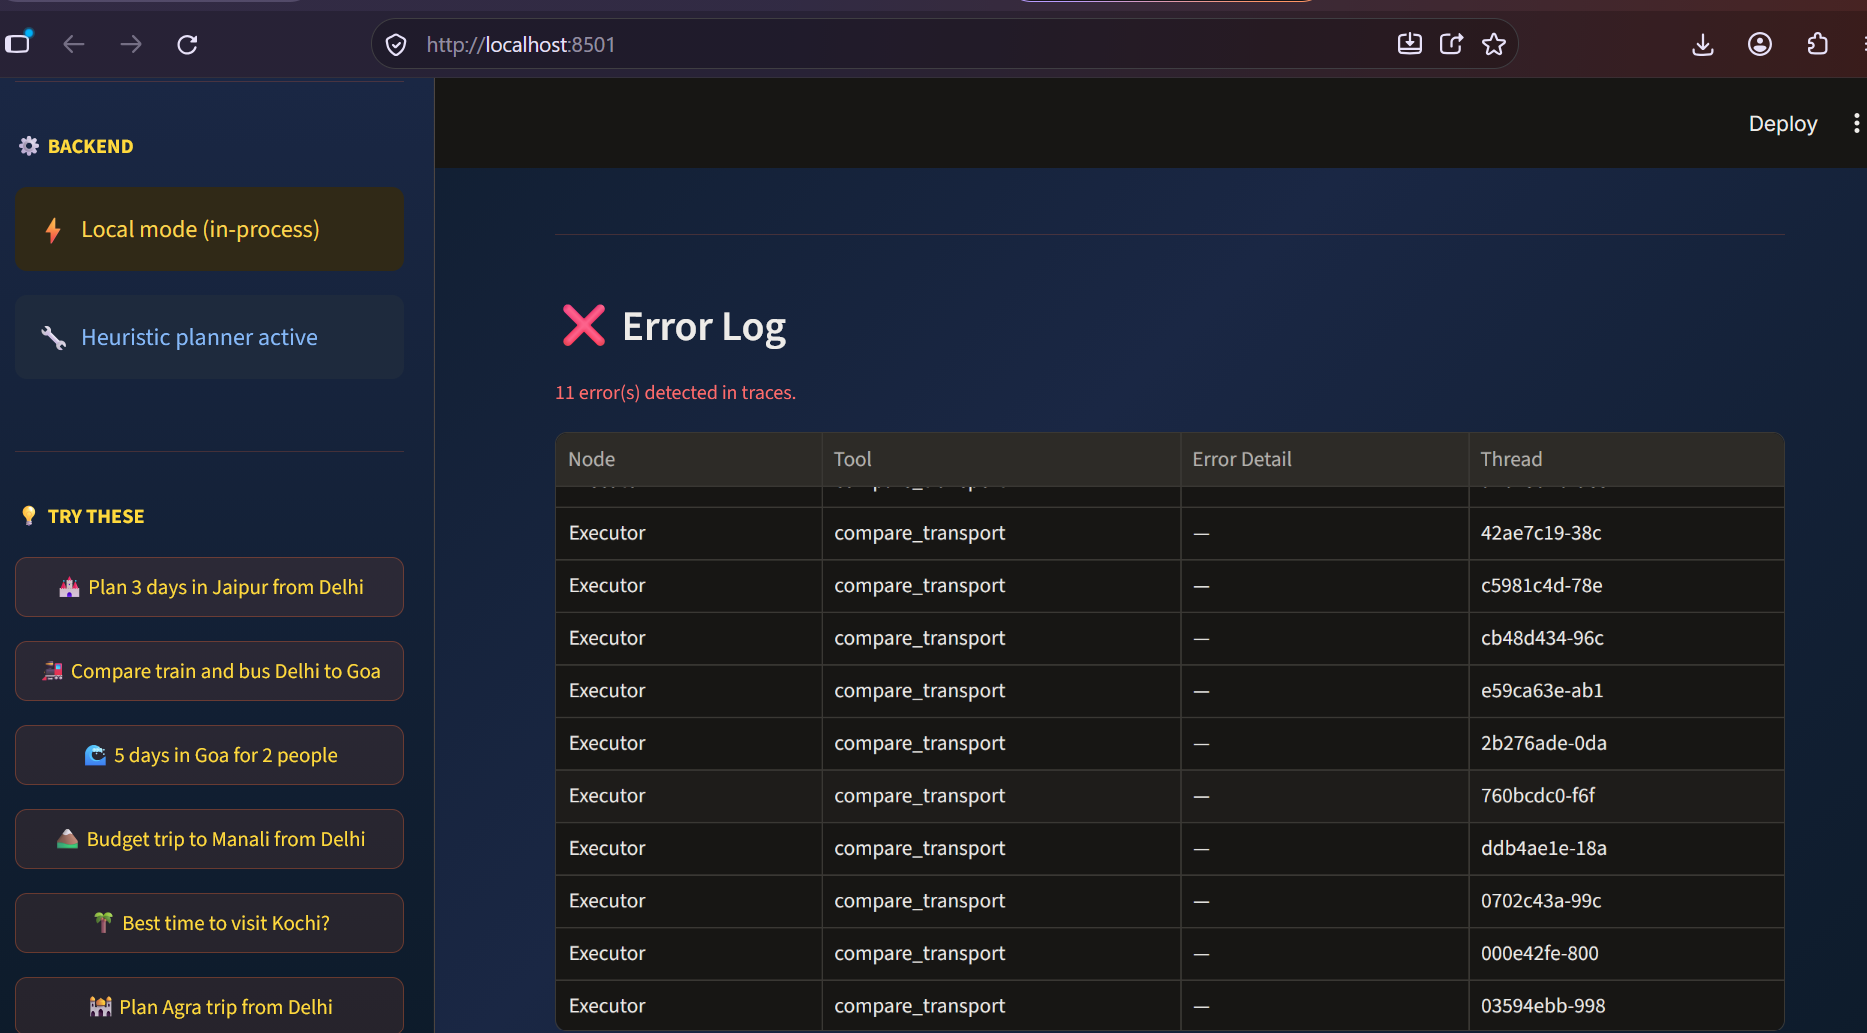 http://localhost:8501
BACKEND
Local mode (in-process)
Heuristic planner active
TRY THESE
Plan 3 days in Jaipur from Delhi
Compare train and bus Delhi to Goa
5 days in Goa for 2 people
Budget trip to Manali from Delhi
Best time to visit Kochi?
Plan Agra trip from Delhi
Deploy
Error Log
11 error(s) detected in traces.
Node Tool Error Detail Thread
Executor compare_transport — 42ae7c19-38c
Executor compare_transport — c5981c4d-78e
Executor compare_transport — cb48d434-96c
Executor compare_transport — e59ca63e-ab1
Executor compare_transport — 2b276ade-0da
Executor compare_transport — 760bcdc0-f6f
Executor compare_transport — ddb4ae1e-18a
Executor compare_transport — 0702c43a-99c
Executor compare_transport — 000e42fe-800
Executor compare_transport — 03594ebb-998